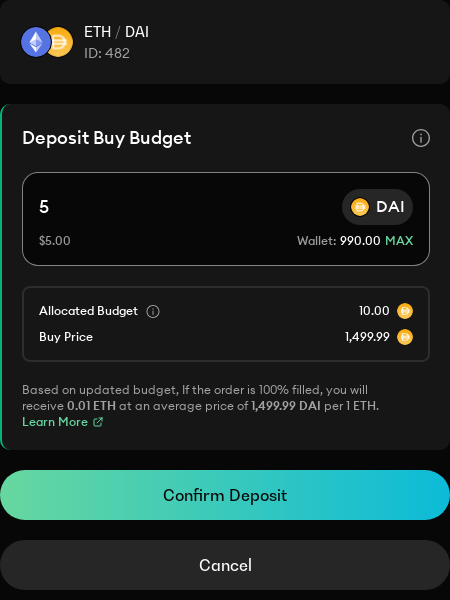 ETH / DAI
ID: 482
Deposit Buy Budget
5
DAI
$5.00
Wallet: 990.00 MAX
Allocated Budget
10.00
Buy Price
1,499.99
Based on updated budget, If the order is 100% filled, you will
receive 0.01 ETH at an average price of 1,499.99 DAI per 1 ETH.
Learn More
Confirm Deposit
Cancel